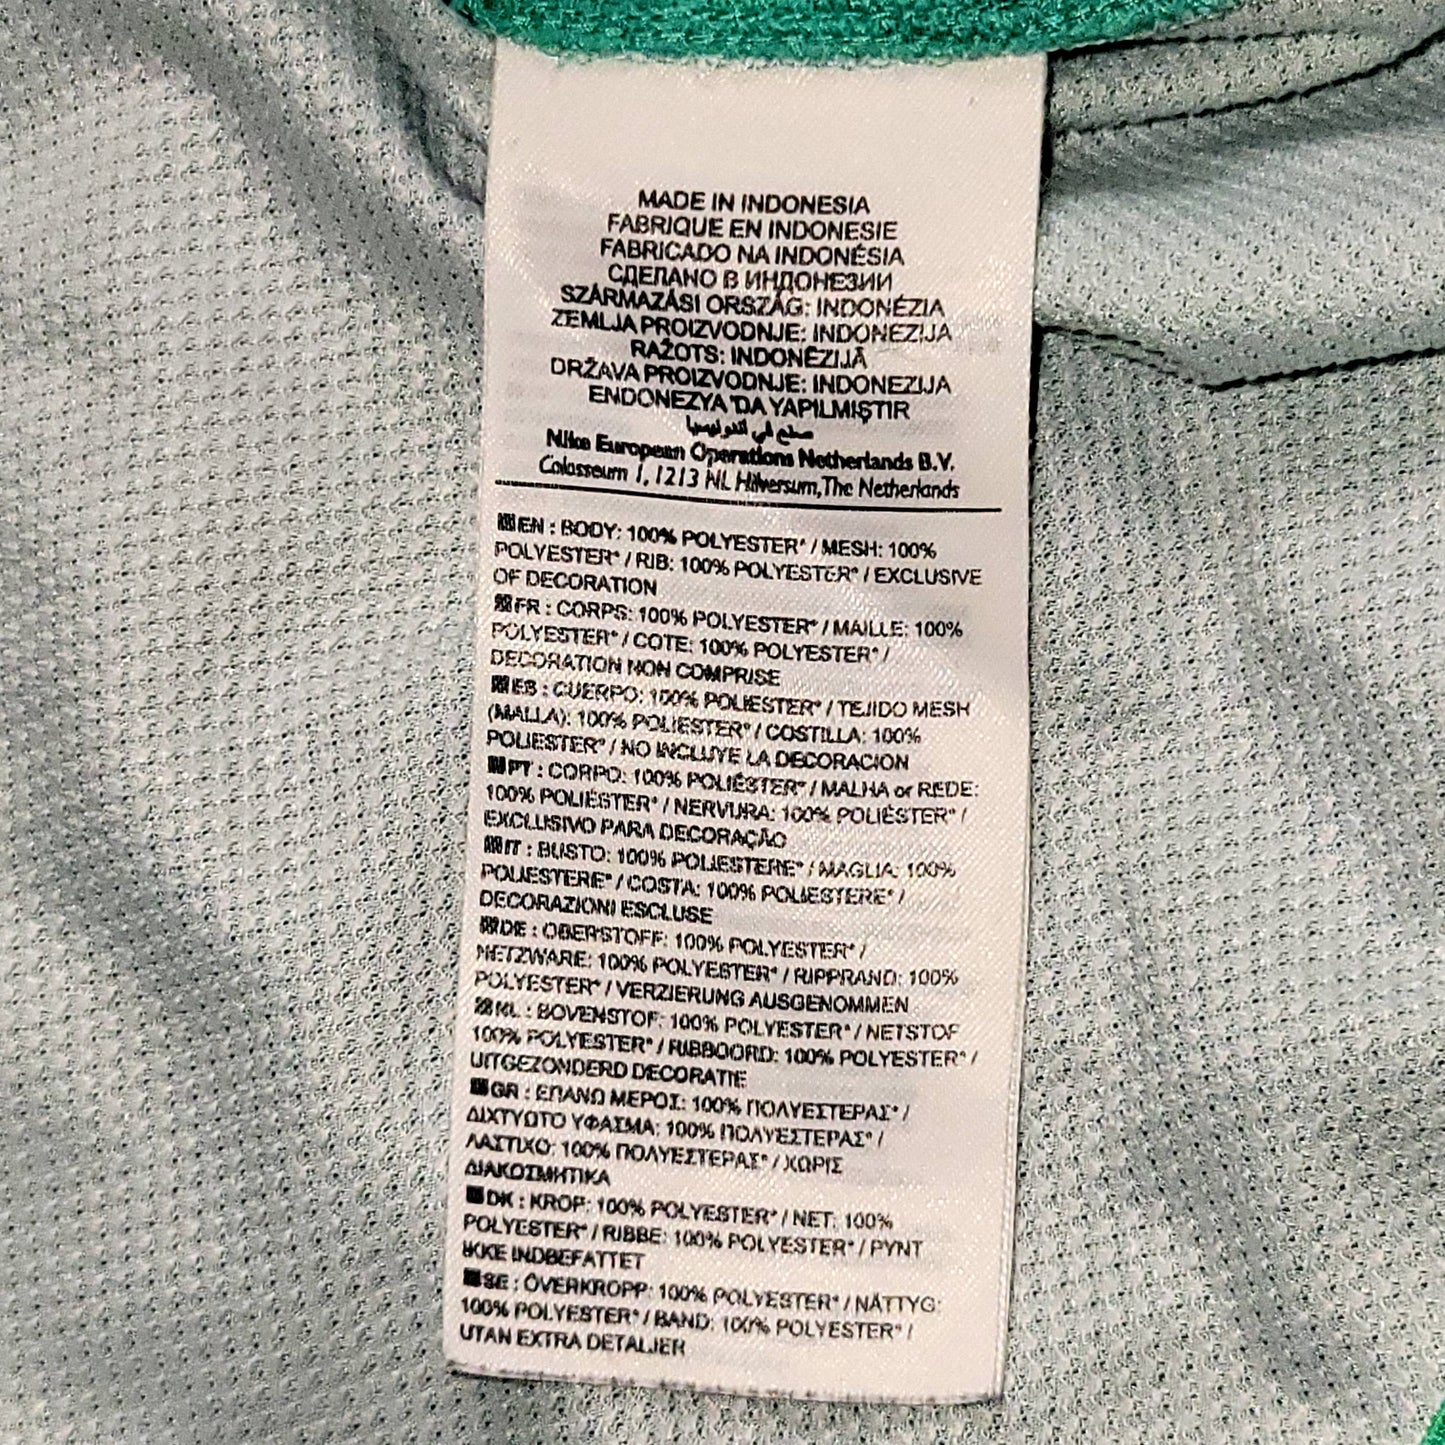 MADE IN INDONESIA
FABRIQUE EN INDONESIE
FABRICADO NA INDONÉSIA
СДЕЛАНО В ИНДОНЕЗИИ
SZÁRMAZÁSI ORSZÁG: INDONÉZIA
ZEMLJA PROIZVODNJE: INDONEZIJA
RAŽOTS: INDONĒZIJĀ
DRŽAVA PROIZVODNJE: INDONEZIJA
ENDONEZYA'DA YAPILMIŞTIR
صنع في اندونيسيا
Nike European Operations Netherlands B.V.
Colosseum 1, 1213 NL Hilversum, The Netherlands
EN : BODY: 100% POLYESTER* / MESH: 100%
POLYESTER* / RIB: 100% POLYESTER* / EXCLUSIVE
OF DECORATION
FR : CORPS: 100% POLYESTER* / MAILLE: 100%
POLYESTER* / COTE: 100% POLYESTER* /
DECORATION NON COMPRISE
ES : CUERPO: 100% POLIESTER* / TEJIDO MESH
(MALLA): 100% POLIESTER* / COSTILLA: 100%
POLIESTER* / NO INCLUYE LA DECORACION
PT : CORPO: 100% POLIÉSTER* / MALHA or REDE:
100% POLIÉSTER* / NERVURA: 100% POLIÉSTER* /
EXCLUSIVO PARA DECORAÇÃO
IT : BUSTO: 100% POLIESTERE* / MAGLIA: 100%
POLIESTERE* / COSTA: 100% POLIESTERE* /
DECORAZIONI ESCLUSE
DE : OBERSTOFF: 100% POLYESTER* /
NETZWARE: 100% POLYESTER* / RIPPRAND: 100%
POLYESTER* / VERZIERUNG AUSGENOMMEN
NL : BOVENSTOF: 100% POLYESTER* / NETSTOF
100% POLYESTER* / RIBBOORD: 100% POLYESTER* /
UITGEZONDERD DECORATIE
GR : ΕΠΑΝΩ ΜΕΡΟΣ: 100% ΠΟΛΥΕΣΤΕΡΑΣ* /
ΔΙΧΤΥΩΤΟ ΥΦΑΣΜΑ: 100% ΠΟΛΥΕΣΤΕΡΑΣ* /
ΛΑΣΤΙΧΟ: 100% ΠΟΛΥΕΣΤΕΡΑΣ* / ΧΩΡΙΣ
ΔΙΑΚΟΣΜΗΤΙΚΑ
DK : KROP: 100% POLYESTER* / NET: 100%
POLYESTER* / RIBBE: 100% POLYESTER* / PYNT
IKKE INDBEFATTET
SE : ÖVERKROPP: 100% POLYESTER* / NÄTTYG:
100% POLYESTER* / BAND: 100% POLYESTER* /
UTAN EXTRA DETALJER